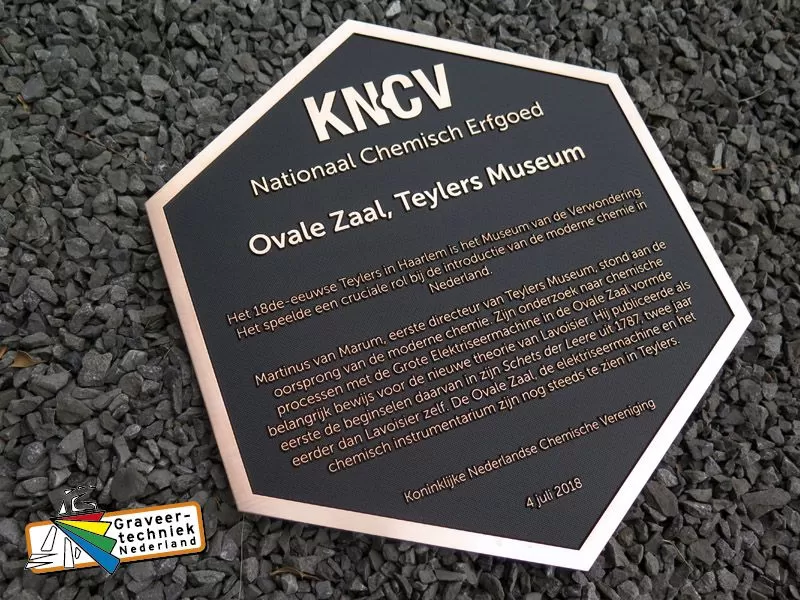 KNCV
Nationaal Chemisch Erfgoed
Ovale Zaal, Teylers Museum
Het 18de-eeuwse Teylers in Haarlem is het Museum van de Verwondering.
Het speelde een cruciale rol bij de introductie van de moderne chemie in
Nederland.
Martinus van Marum, eerste directeur van Teylers Museum, stond aan de
oorsprong van de moderne chemie. Zijn onderzoek naar chemische
processen met de Grote Elektriseermachine in de Ovale Zaal vormde
belangrijk bewijs voor de nieuwe theorie van Lavoisier. Hij publiceerde als
eerste de beginselen daarvan in zijn Schets der Leere uit 1787, twee jaar
eerder dan Lavoisier zelf. De Ovale Zaal, de elektriseermachine en het
chemisch instrumentarium zijn nog steeds te zien in Teylers.
Koninklijke Nederlandse Chemische Vereniging
4 juli 2018
Graveer-
techniek
Nederland